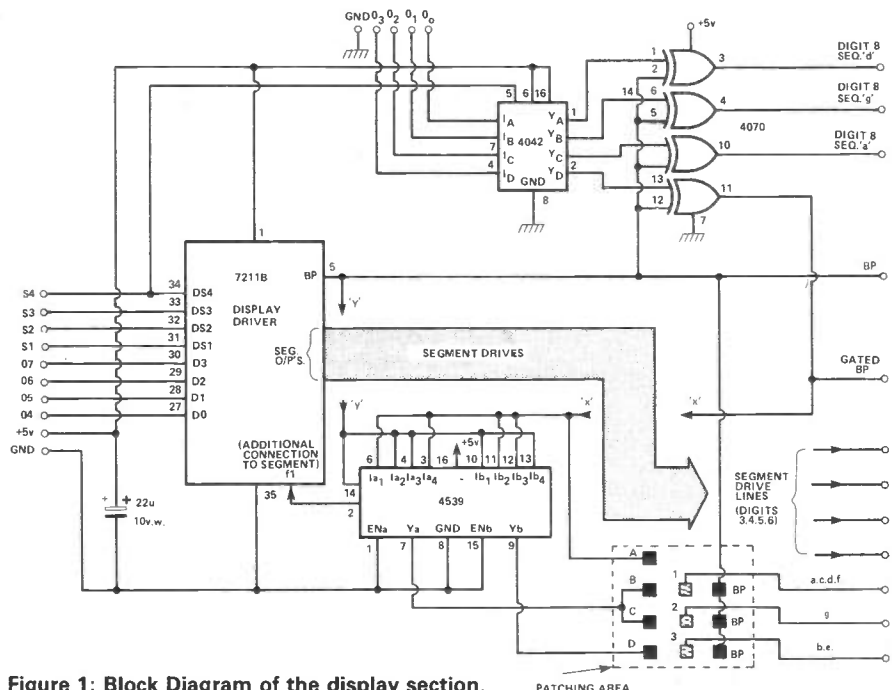 GND 0₃ 0₂ 0₁ 0₀
+5v
DIGIT 8
SEQ.'d'
DIGIT 8
SEQ.'g'
DIGIT 8
SEQ.'a'
1
2
3
14
6
5
4
4070
10
13
12
11
7
5
6
16
I_A
I_B
7
I_C
4
I_D
4042
Y_A
Y_B
Y_C
Y_D
GND
1
2
8
1
7211B
BP
5
'Y'
BP
DISPLAY
DRIVER
S4
S3
S2
S1
07
06
05
04
+5v
GND
34
33
32
31
30
29
28
27
DS4
DS3
DS2
DS1
D3
D2
D1
D0
SEG.
O/P'S.
SEGMENT DRIVES
GATED
BP
'Y'
'x'
'x'
+5v
(ADDITIONAL
CONNECTION
TO SEGMENT)
f1
35
6
4
3
16
10
11
12
13
Ia₁
Ia₂
Ia₃
Ia₄
-
Ib₁
Ib₂
Ib₃
Ib₄
14
2
4539
ENa
Ya
GND
ENb
Yb
1
7
8
15
9
+
+
22u
10v.w.
SEGMENT
DRIVE
LINES
(DIGITS
3.4.5.6)
A
B
C
D
1
2
3
BP
BP
BP
a.c.d.f
g
b.e.
PATCHING AREA
Figure 1: Block Diagram of the display section.